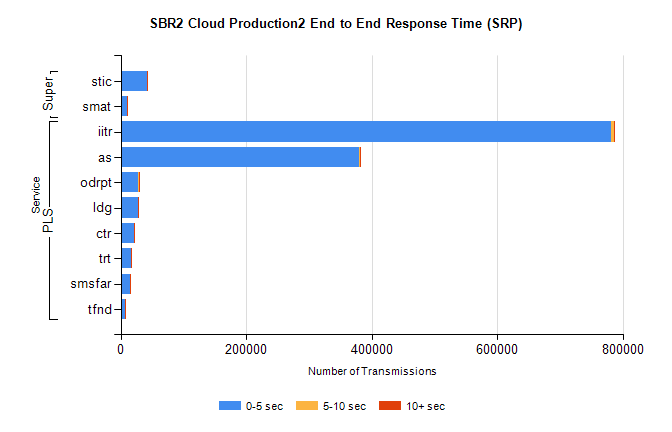 SBR2 Cloud Production2 End to End Response Time (SRP)
Service
Super
PLS
stic
smat
iitr
as
odrpt
ldg
ctr
trt
smsfar
tfnd
0 200000 400000 600000 800000
Number of Transmissions
0-5 sec 5-10 sec 10+ sec